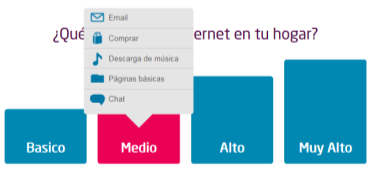 ¿Qué ernet en tu hogar?
Email
Comprar
Descarga de música
Páginas básicas
Chat
Basico
Medio
Alto
Muy Alto